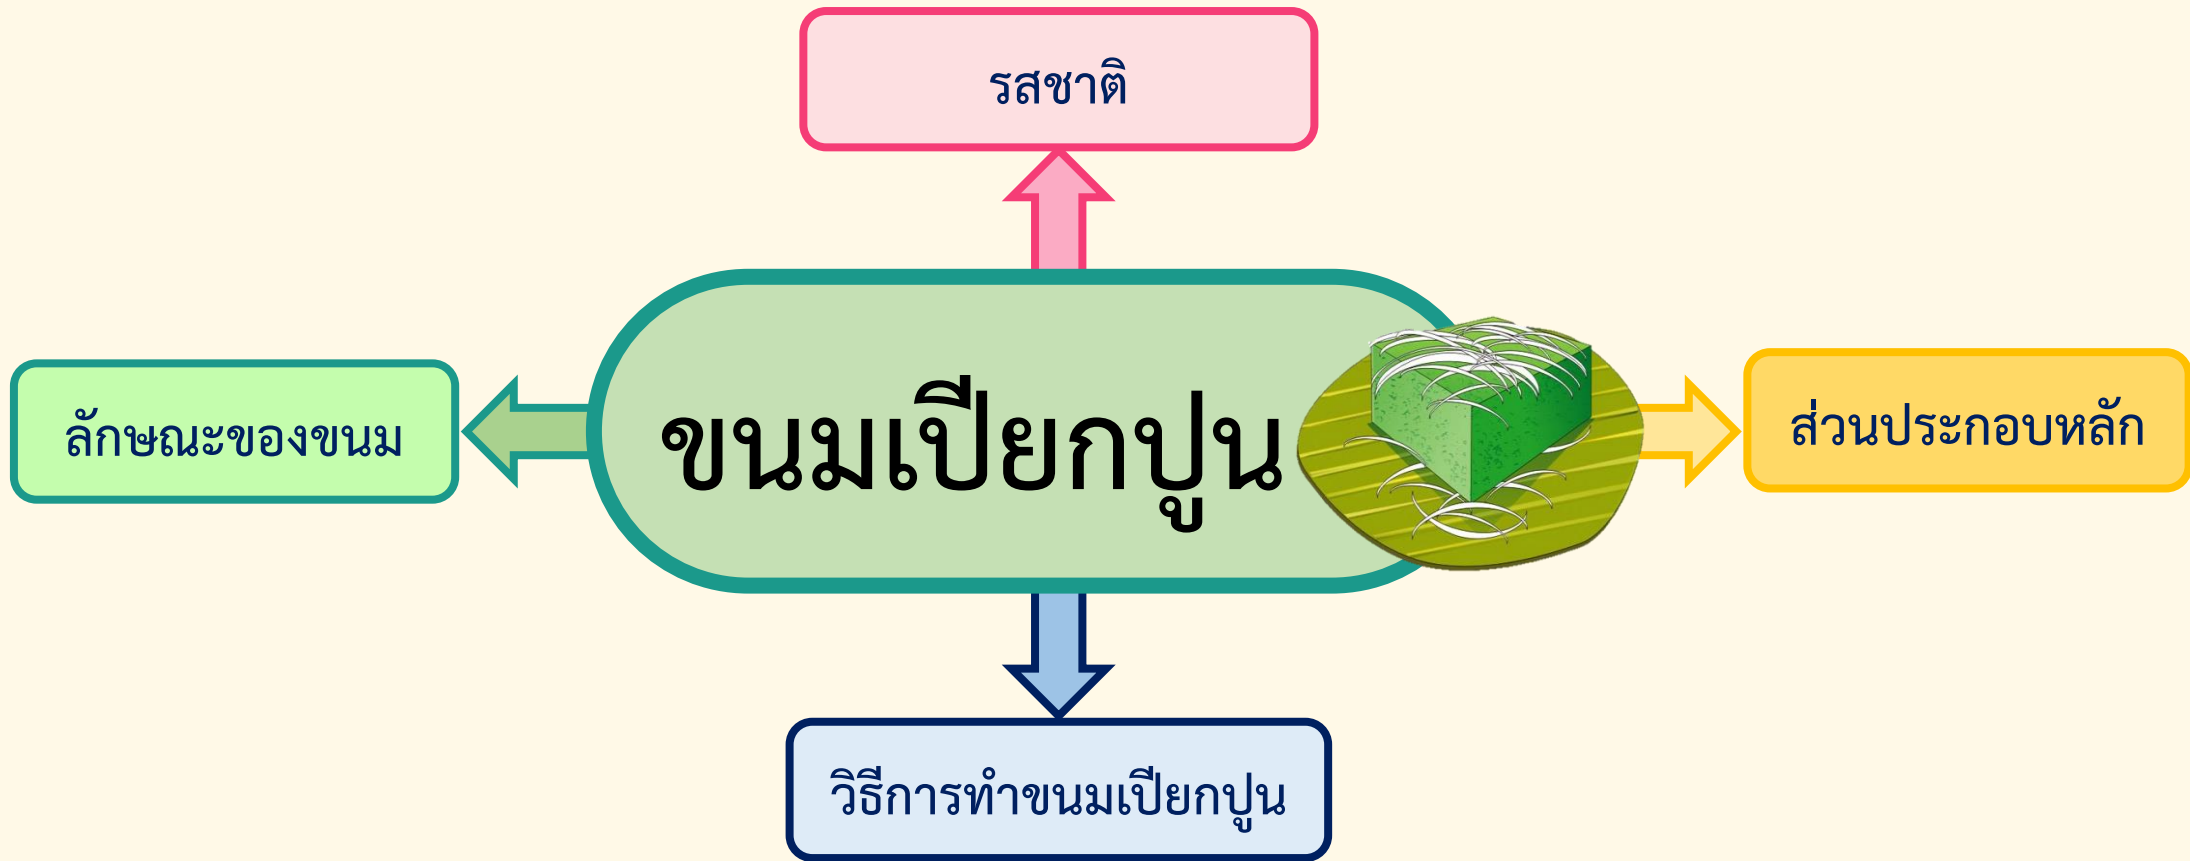 รสชาติ
ขนมเปียกปูน
ลักษณะของขนม
ส่วนประกอบหลัก
วิธีการทำขนมเปียกปูน